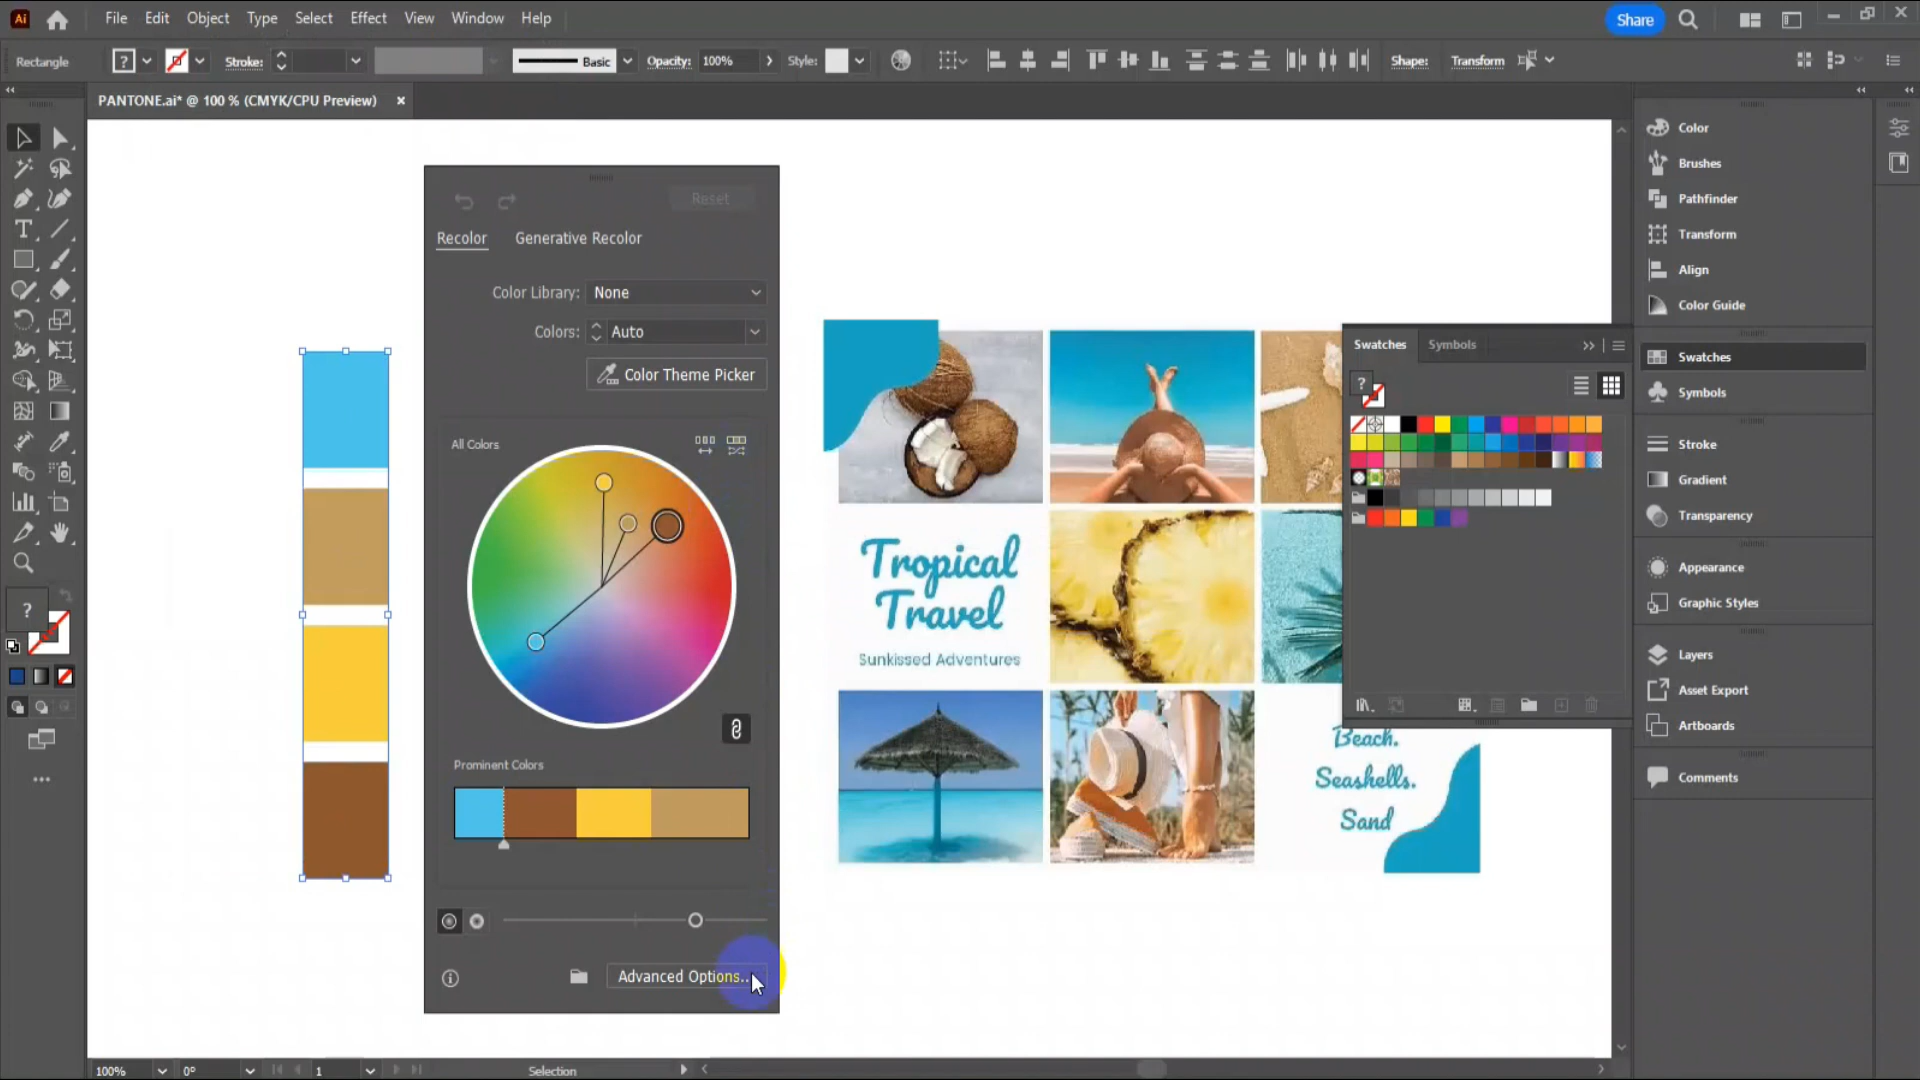 Ai File Edit Object Type Select Effect View Window Help Share
Rectangle ? Stroke: Basic Opacity: 100% Style: Shape: Transform
PANTONE.ai* @ 100 % (CMYK/CPU Preview) ×
Reset
Recolor Generative Recolor
Color Library: None
Colors: Auto
Color Theme Picker
All Colors
Prominent Colors
Advanced Options...
Tropical
Travel
Sunkissed Adventures
Beach.
Seashells.
Sand
Swatches Symbols
?
Color
Brushes
Pathfinder
Transform
Align
Color Guide
Swatches
Symbols
Stroke
Gradient
Transparency
Appearance
Graphic Styles
Layers
Asset Export
Artboards
Comments
?
100% 0° 1 Selection